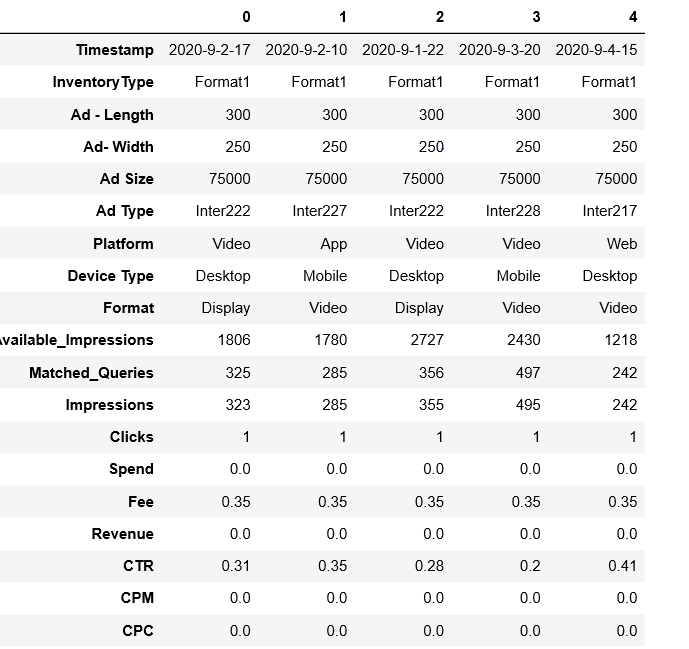 0 1 2 3 4
Timestamp 2020-9-2-17 2020-9-2-10 2020-9-1-22 2020-9-3-20 2020-9-4-15
InventoryType Format1 Format1 Format1 Format1 Format1
Ad - Length 300 300 300 300 300
Ad- Width 250 250 250 250 250
Ad Size 75000 75000 75000 75000 75000
Ad Type Inter222 Inter227 Inter222 Inter228 Inter217
Platform Video App Video Video Web
Device Type Desktop Mobile Desktop Mobile Desktop
Format Display Video Display Video Video
vailable_Impressions 1806 1780 2727 2430 1218
Matched_Queries 325 285 356 497 242
Impressions 323 285 355 495 242
Clicks 1 1 1 1 1
Spend 0.0 0.0 0.0 0.0 0.0
Fee 0.35 0.35 0.35 0.35 0.35
Revenue 0.0 0.0 0.0 0.0 0.0
CTR 0.31 0.35 0.28 0.2 0.41
CPM 0.0 0.0 0.0 0.0 0.0
CPC 0.0 0.0 0.0 0.0 0.0